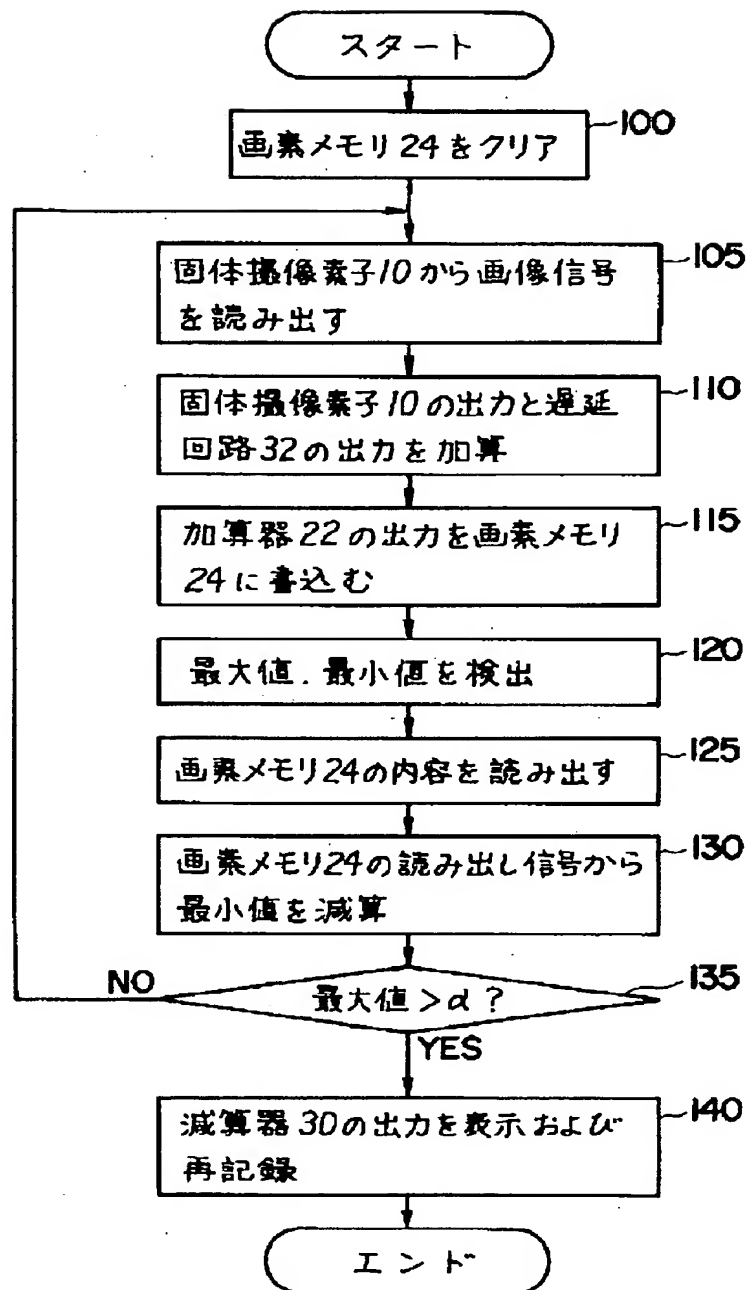 スタート
画素メモリ24をクリア
100
固体撮像素子10から画像信号
を読み出す
105
固体撮像素子10の出力と遅延
回路32の出力を加算
110
加算器22の出力を画素メモリ
24に書込む
115
最大値．最小値を検出
120
画素メモリ24の内容を読み出す
125
画素メモリ24の読み出し信号から
最小値を減算
130
NO
最大値>α?
135
YES
減算器30の出力を表示および
再記録
140
エンド